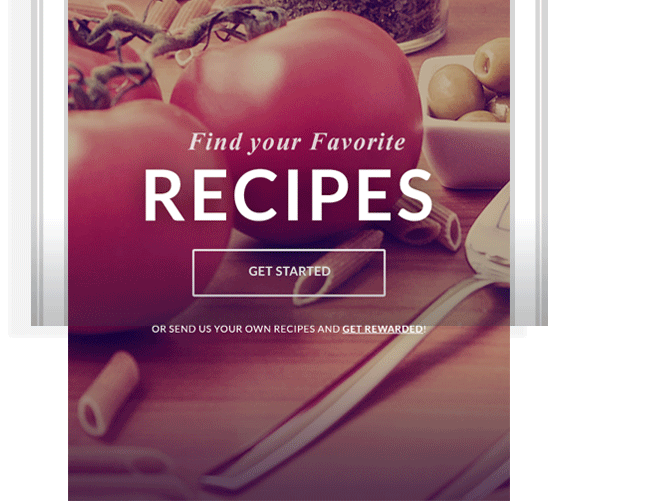 Find your Favorite
RECIPES
GET STARTED
OR SEND US YOUR OWN RECIPES AND GET REWARDED!